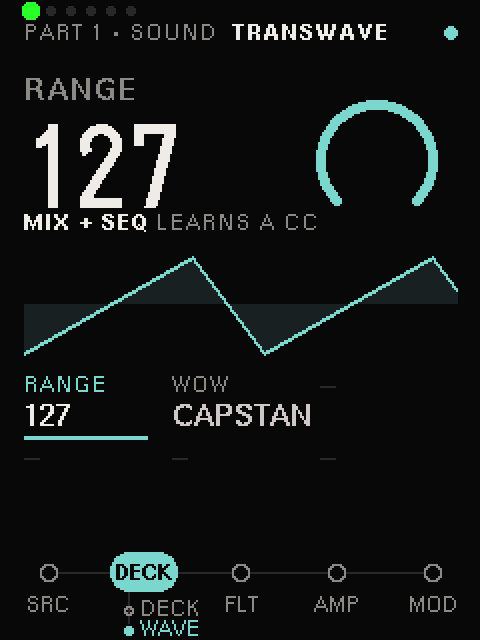 PART 1 · SOUND TRANSWAVE
RANGE
127
MIX + SEQ LEARNS A CC
RANGE WOW —
127 CAPSTAN
— — —
DECK
SRC FLT AMP MOD
DECK
WAVE